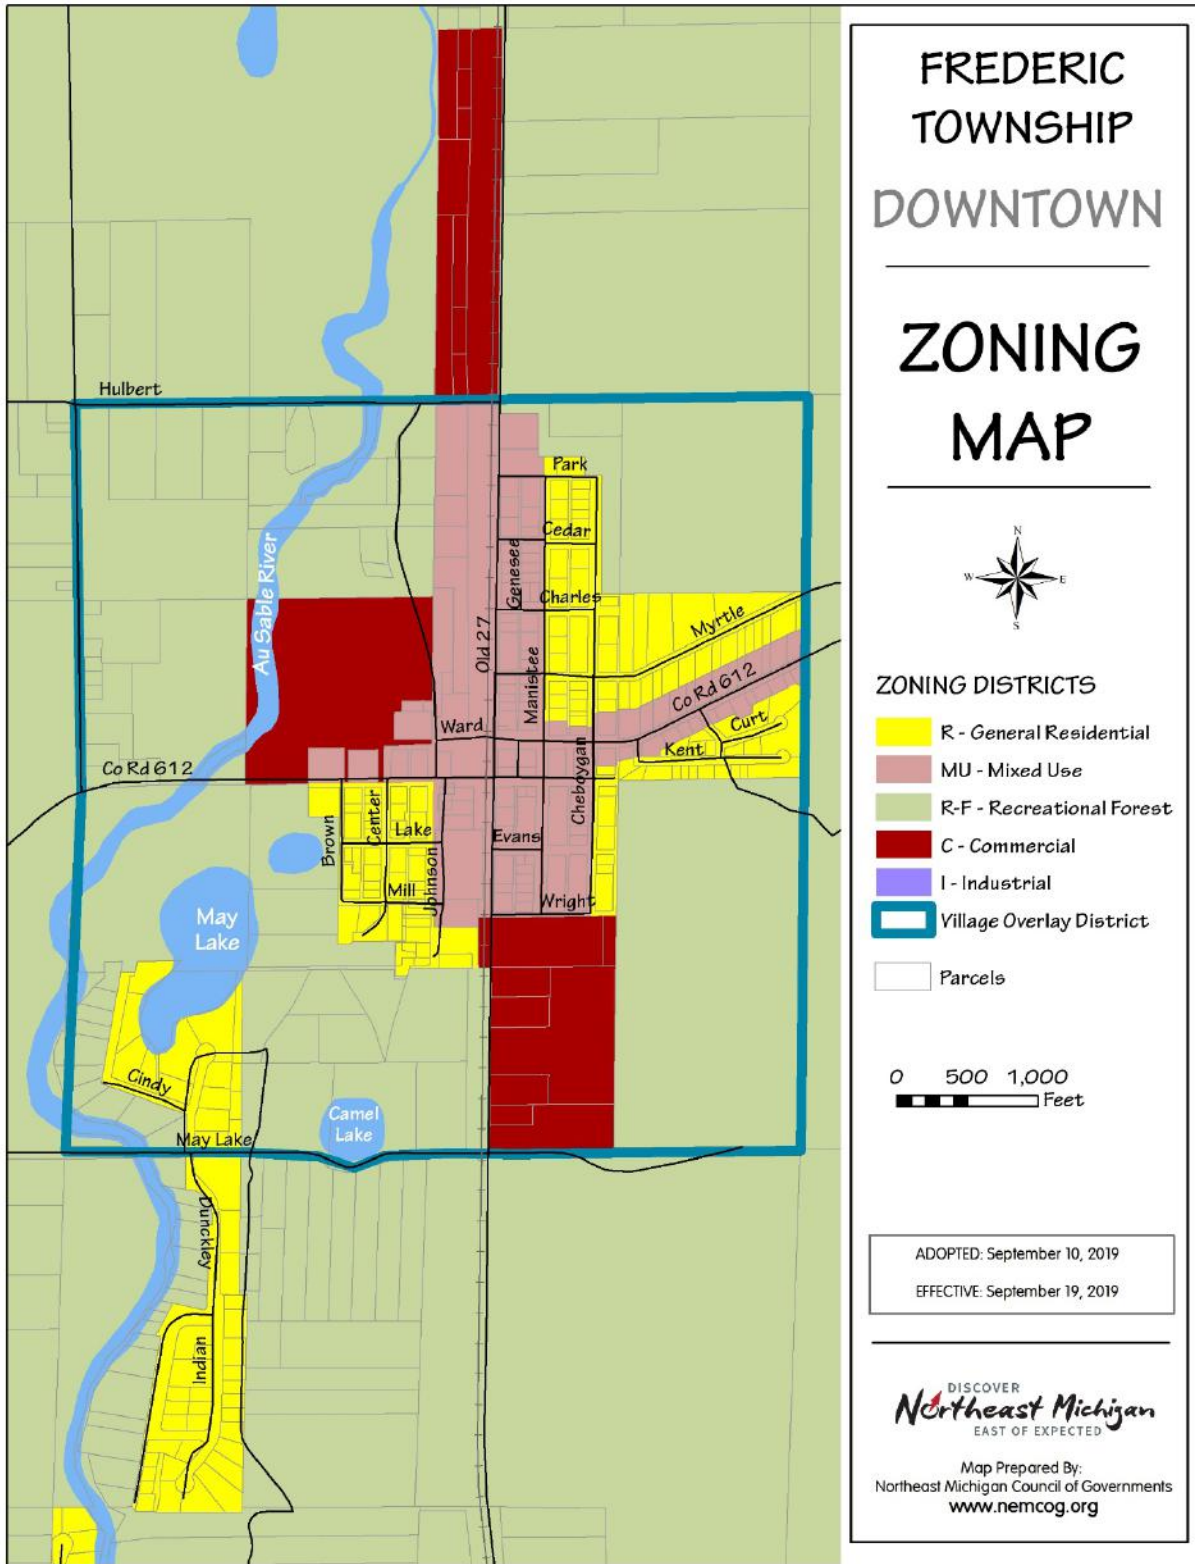 FREDERIC
TOWNSHIP
DOWNTOWN
ZONING
MAP
N
W
E
S
ZONING DISTRICTS
R - General Residential
MU - Mixed Use
R-F - Recreational Forest
C - Commercial
I - Industrial
Village Overlay District
Parcels
0 500 1,000
Feet
ADOPTED: September 10, 2019
EFFECTIVE: September 19, 2019
DISCOVER
Northeast Michigan
EAST OF EXPECTED
Map Prepared By:
Northeast Michigan Council of Governments
www.nemcog.org
Hulbert
Park
Cedar
Genesee
Charles
Au Sable River
Myrtle
Old 27
Manistee
Co Rd 612
Ward
Curt
Kent
Co Rd 612
Cheboygan
Center
Lake
Evans
Brown
Johnson
Mill
Wright
May
Lake
Cindy
Camel
Lake
May Lake
Dunckley
Indian